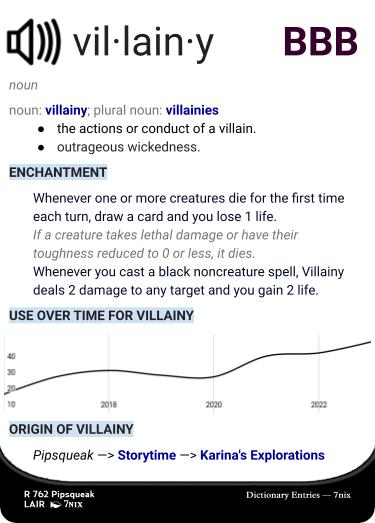 vil·lain·y BBB
noun
noun: villainy; plural noun: villainies
● the actions or conduct of a villain.
● outrageous wickedness.
ENCHANTMENT
Whenever one or more creatures die for the first time
each turn, draw a card and you lose 1 life.
If a creature takes lethal damage or have their
toughness reduced to 0 or less, it dies.
Whenever you cast a black noncreature spell, Villainy
deals 2 damage to any target and you gain 2 life.
USE OVER TIME FOR VILLAINY
40
30
20
10 2018 2020 2022
ORIGIN OF VILLAINY
Pipsqueak —> Storytime —> Karina's Explorations
R 762 Pipsqueak
LAIR 7NIX Dictionary Entries — 7nix